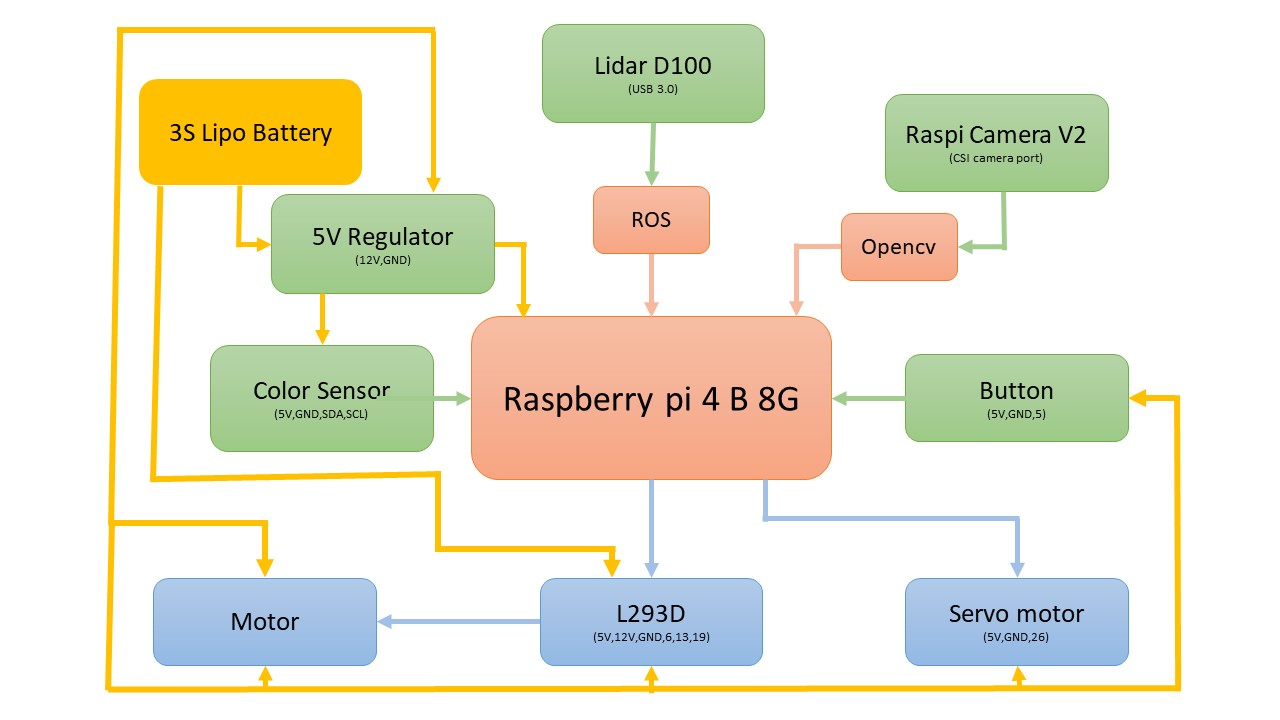 Lidar D100
(USB 3.0)
3S Lipo Battery
Raspi Camera V2
(CSI camera port)
ROS
5V Regulator
(12V,GND)
Opencv
Color Sensor
(5V,GND,SDA,SCL)
Raspberry pi 4 B 8G
Button
(5V,GND,5)
Motor
L293D
(5V,12V,GND,6,13,19)
Servo motor
(5V,GND,26)